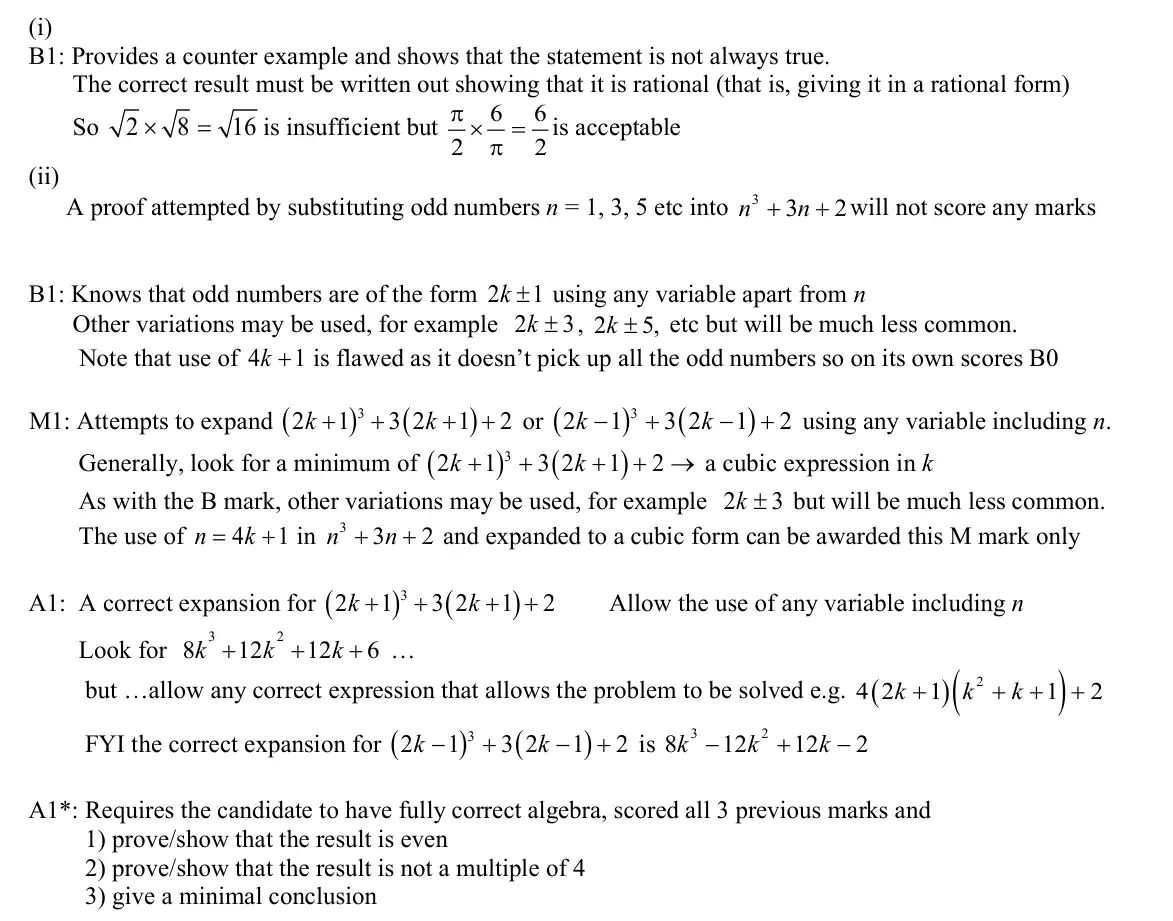 (i)
B1: Provides a counter example and shows that the statement is not always true.
The correct result must be written out showing that it is rational (that is, giving it in a rational form)
So √2 × √8 = √16 is insufficient but π/2 × 6/π = 6/2 is acceptable
(ii)
A proof attempted by substituting odd numbers n = 1, 3, 5 etc into n³ + 3n + 2 will not score any marks
B1: Knows that odd numbers are of the form 2k ± 1 using any variable apart from n
Other variations may be used, for example 2k ± 3, 2k ± 5, etc but will be much less common.
Note that use of 4k + 1 is flawed as it doesn’t pick up all the odd numbers so on its own scores B0
M1: Attempts to expand (2k + 1)³ + 3(2k + 1) + 2 or (2k − 1)³ + 3(2k − 1) + 2 using any variable including n.
Generally, look for a minimum of (2k + 1)³ + 3(2k + 1) + 2 → a cubic expression in k
As with the B mark, other variations may be used, for example 2k ± 3 but will be much less common.
The use of n = 4k + 1 in n³ + 3n + 2 and expanded to a cubic form can be awarded this M mark only
A1: A correct expansion for (2k + 1)³ + 3(2k + 1) + 2 Allow the use of any variable including n
Look for 8k³ + 12k² + 12k + 6 …
but …allow any correct expression that allows the problem to be solved e.g. 4(2k + 1)(k² + k + 1) + 2
FYI the correct expansion for (2k − 1)³ + 3(2k − 1) + 2 is 8k³ − 12k² + 12k − 2
A1*: Requires the candidate to have fully correct algebra, scored all 3 previous marks and
1) prove/show that the result is even
2) prove/show that the result is not a multiple of 4
3) give a minimal conclusion